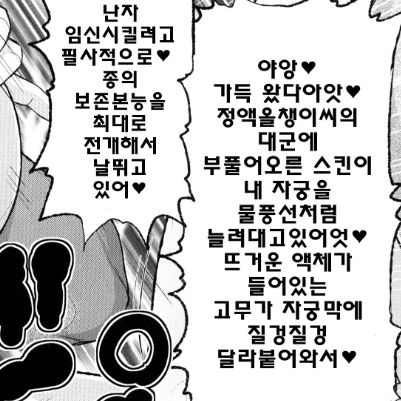 야앙♥
가득 왔다아앗♥
정액올챙이씨의
대군에
부풀어오른 스킨이
내 자궁을
물풍선처럼
늘려대고있어엇♥
뜨거운 액체가
들어있는
고무가 자궁막에
질겅질겅
달라붙어와서♥
난자
임신시킬려고
필사적으로♥
종의
보존본능을
최대로
전개해서
날뛰고
있어♥